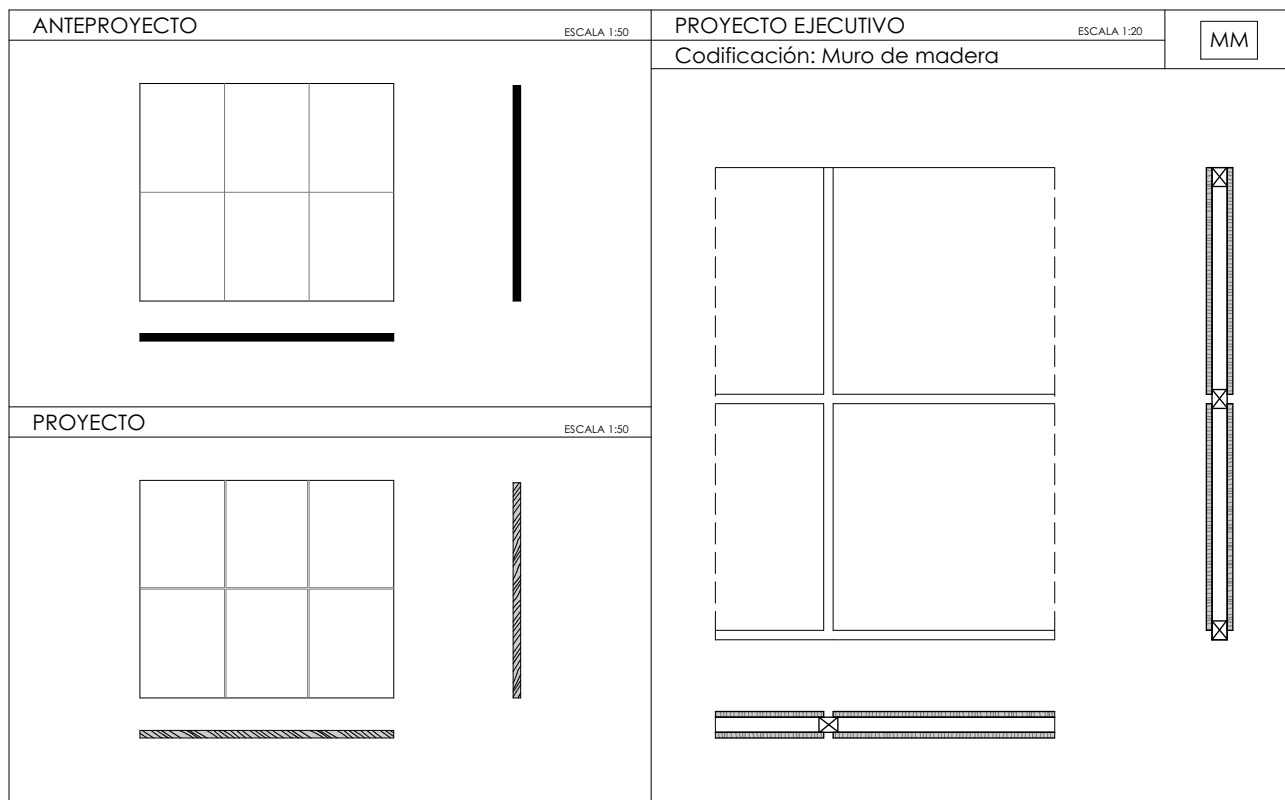 ANTEPROYECTO
ESCALA 1:50
PROYECTO
ESCALA 1:50
PROYECTO EJECUTIVO
ESCALA 1:20
Codificación: Muro de madera
MM